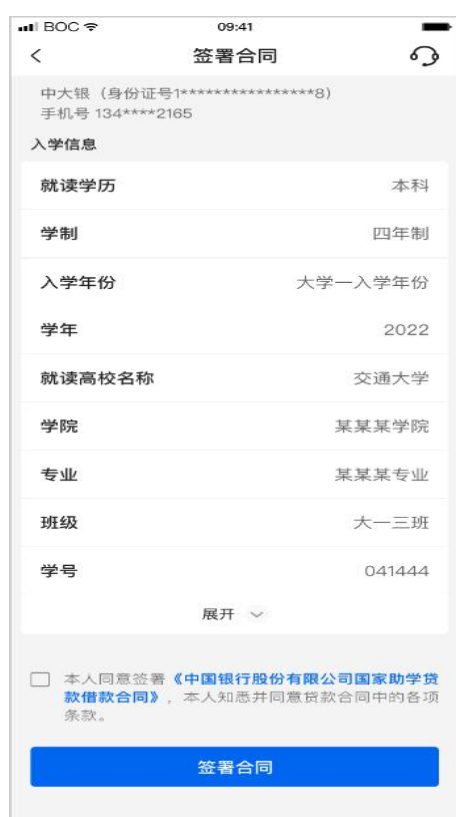 BOC 09:41
签署合同
中大银（身份证号1****************8）
手机号 134****2165
入学信息
就读学历 本科
学制 四年制
入学年份 大学一入学年份
学年 2022
就读高校名称 交通大学
学院 某某某学院
专业 某某某专业
班级 大一三班
学号 041444
展开
本人同意签署《中国银行股份有限公司国家助学贷
款借款合同》，本人知悉并同意贷款合同中的各项
条款。
签署合同